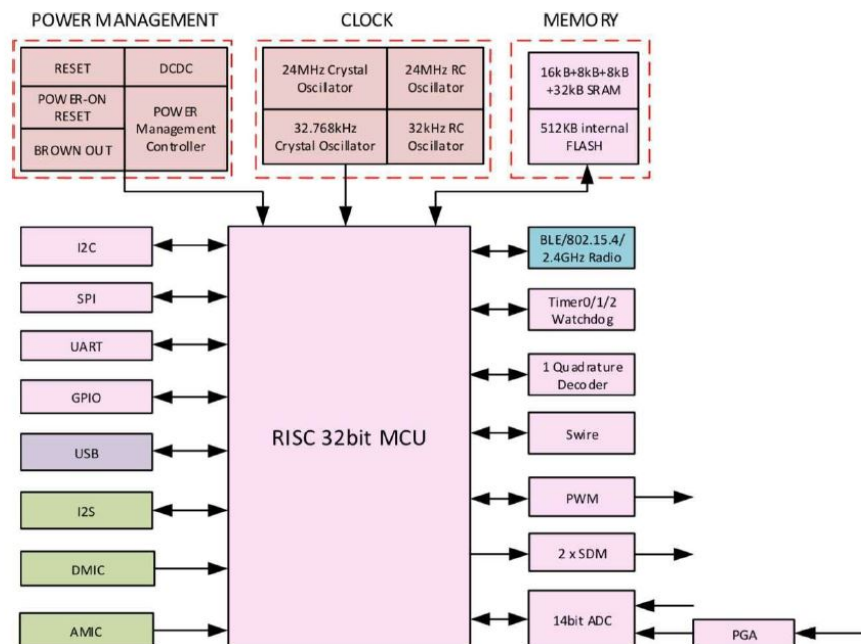 POWER MANAGEMENT
CLOCK
MEMORY
RESET
DCDC
POWER-ON
RESET
POWER
Management
Controller
BROWN OUT
24MHz Crystal
Oscillator
24MHz RC
Oscillator
32.768kHz
Crystal Oscillator
32kHz RC
Oscillator
16kB+8kB+8kB
+32kB SRAM
512KB internal
FLASH
I2C
SPI
UART
GPIO
USB
I2S
DMIC
AMIC
RISC 32bit MCU
BLE/802.15.4/
2.4GHz Radio
Timer0/1/2
Watchdog
1 Quadrature
Decoder
Swire
PWM
2 x SDM
14bit ADC
PGA